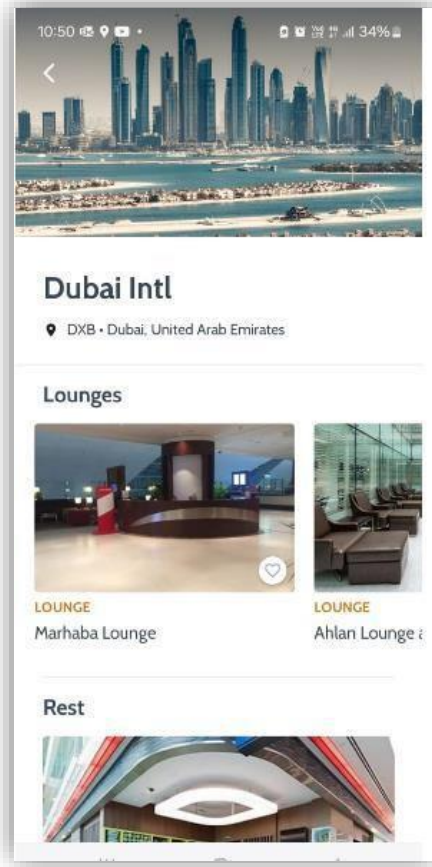 10:50 34%
Dubai Intl
DXB • Dubai, United Arab Emirates
Lounges
LOUNGE LOUNGE
Marhaba Lounge Ahlan Lounge a
Rest